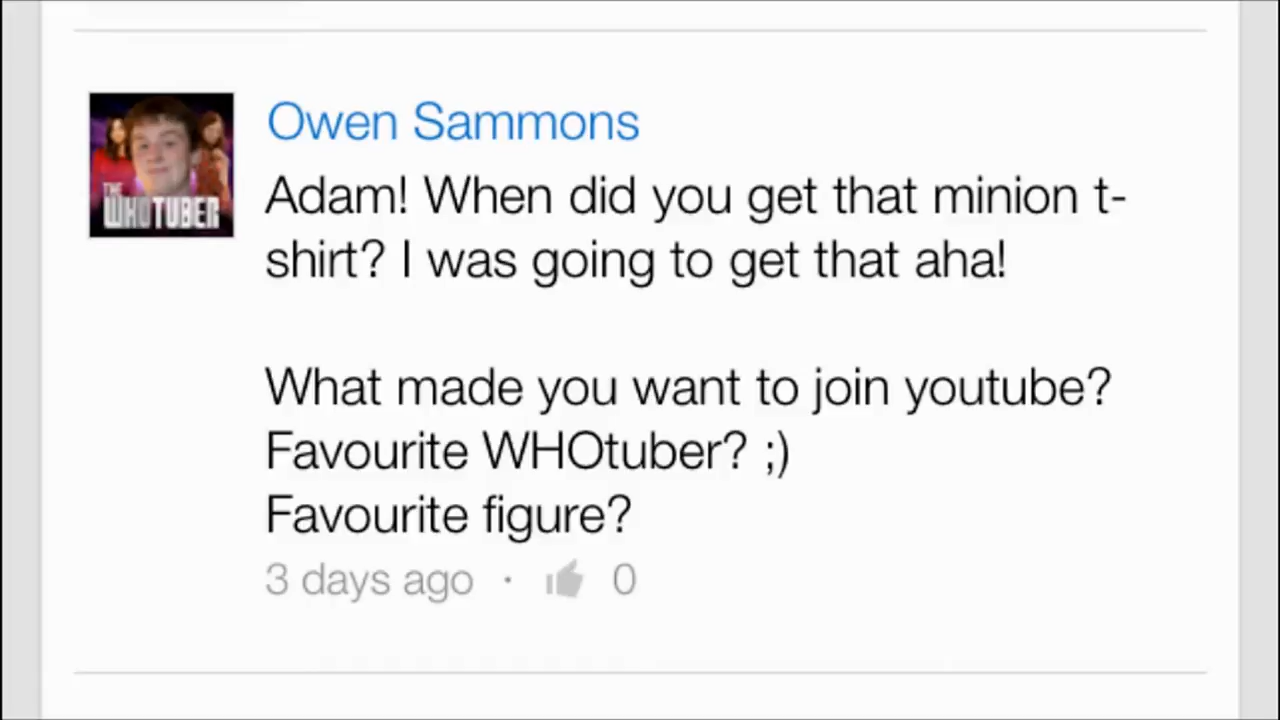 THE
WHOTUBER
Owen Sammons
Adam! When did you get that minion t-
shirt? I was going to get that aha!
What made you want to join youtube?
Favourite WHOtuber? ;)
Favourite figure?
3 days ago · 0